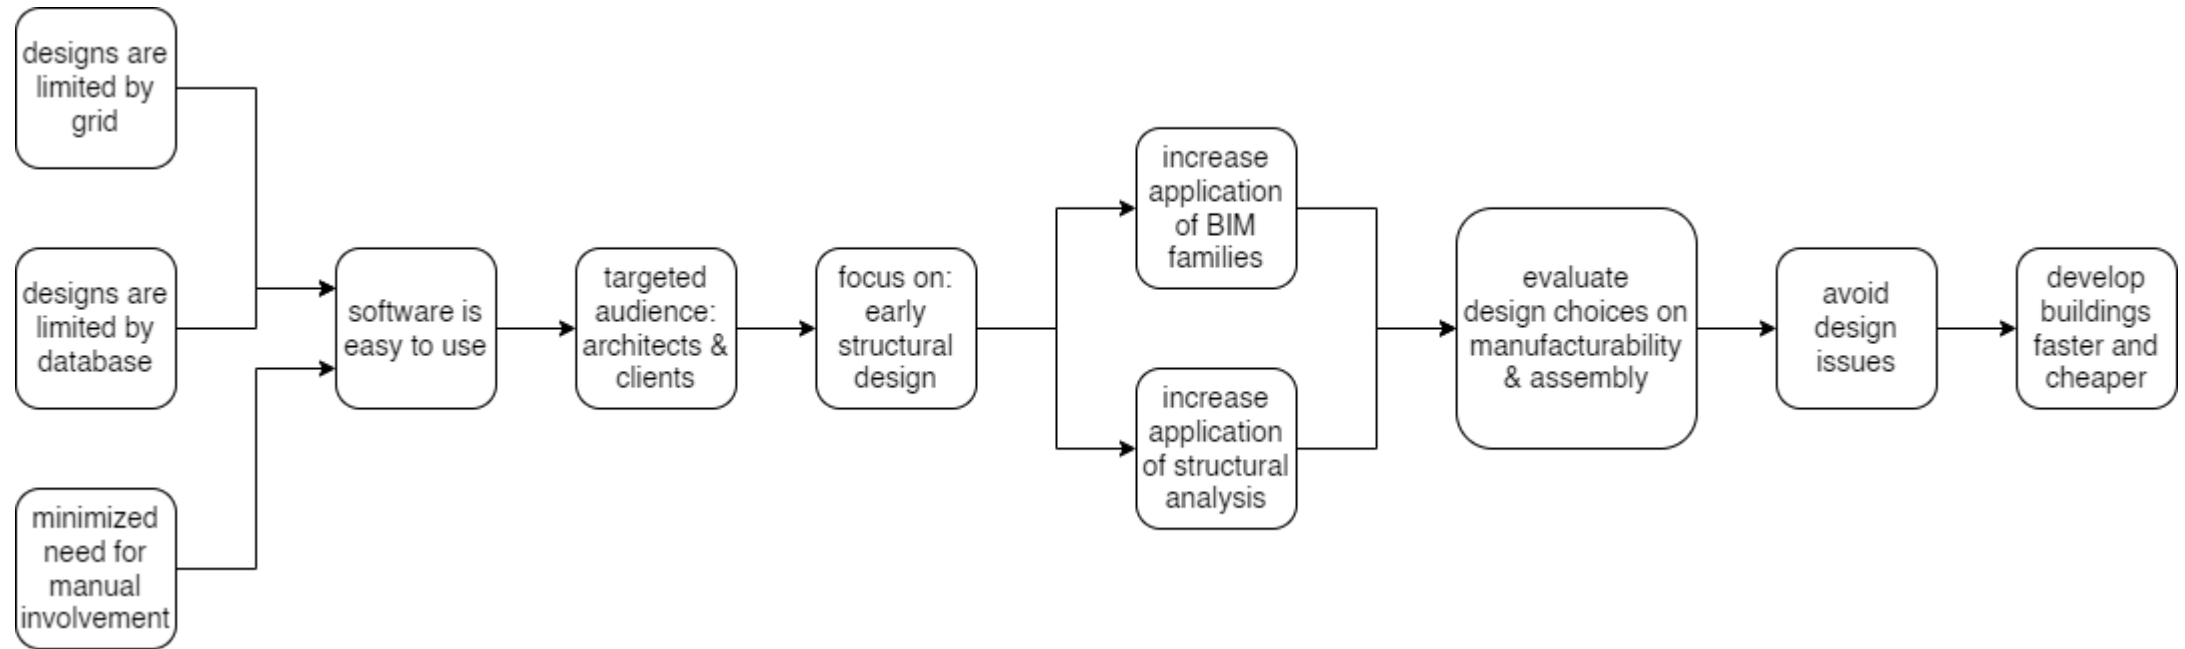 designs are
limited by
grid
designs are
limited by
database
minimized
need for
manual
involvement
software is
easy to use
targeted
audience:
architects &
clients
focus on:
early
structural
design
increase
application
of BIM
families
increase
application
of structural
analysis
evaluate
design choices on
manufacturability
& assembly
avoid
design
issues
develop
buildings
faster and
cheaper